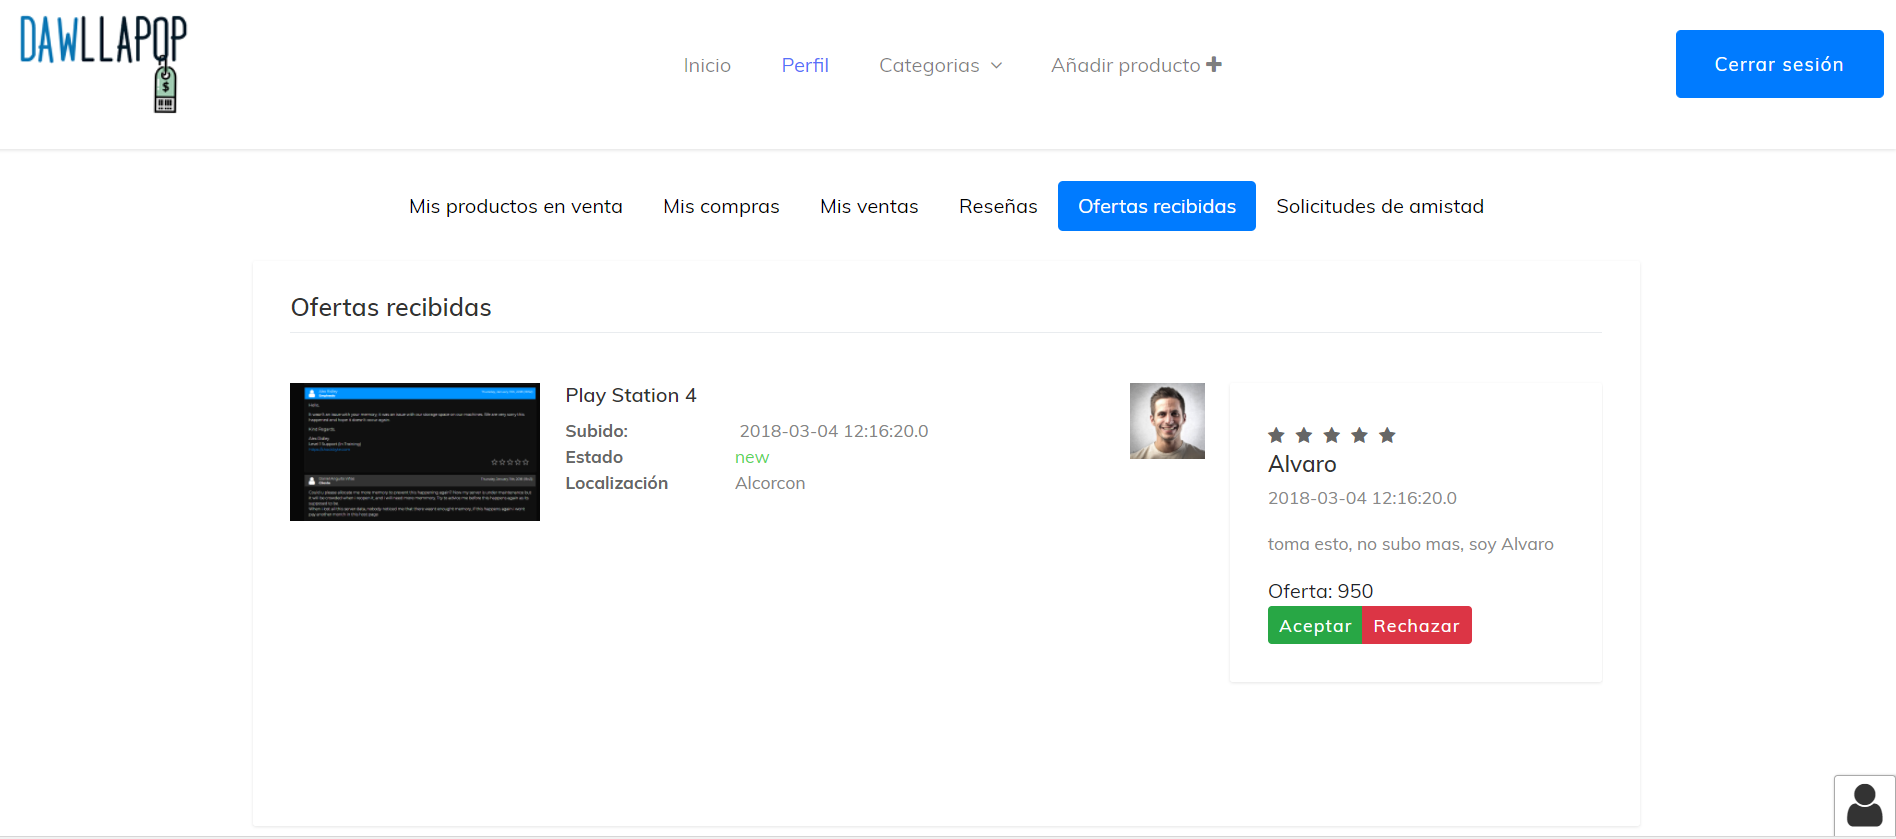 DAWLLAPOP
$
Inicio
Perfil
Categorias
Añadir producto
Cerrar sesión
Mis productos en venta
Mis compras
Mis ventas
Reseñas
Ofertas recibidas
Solicitudes de amistad
Ofertas recibidas
Play Station 4
Subido: 2018-03-04 12:16:20.0
Estado new
Localización Alcorcon
Alvaro
2018-03-04 12:16:20.0
toma esto, no subo mas, soy Alvaro
Oferta: 950
Aceptar
Rechazar